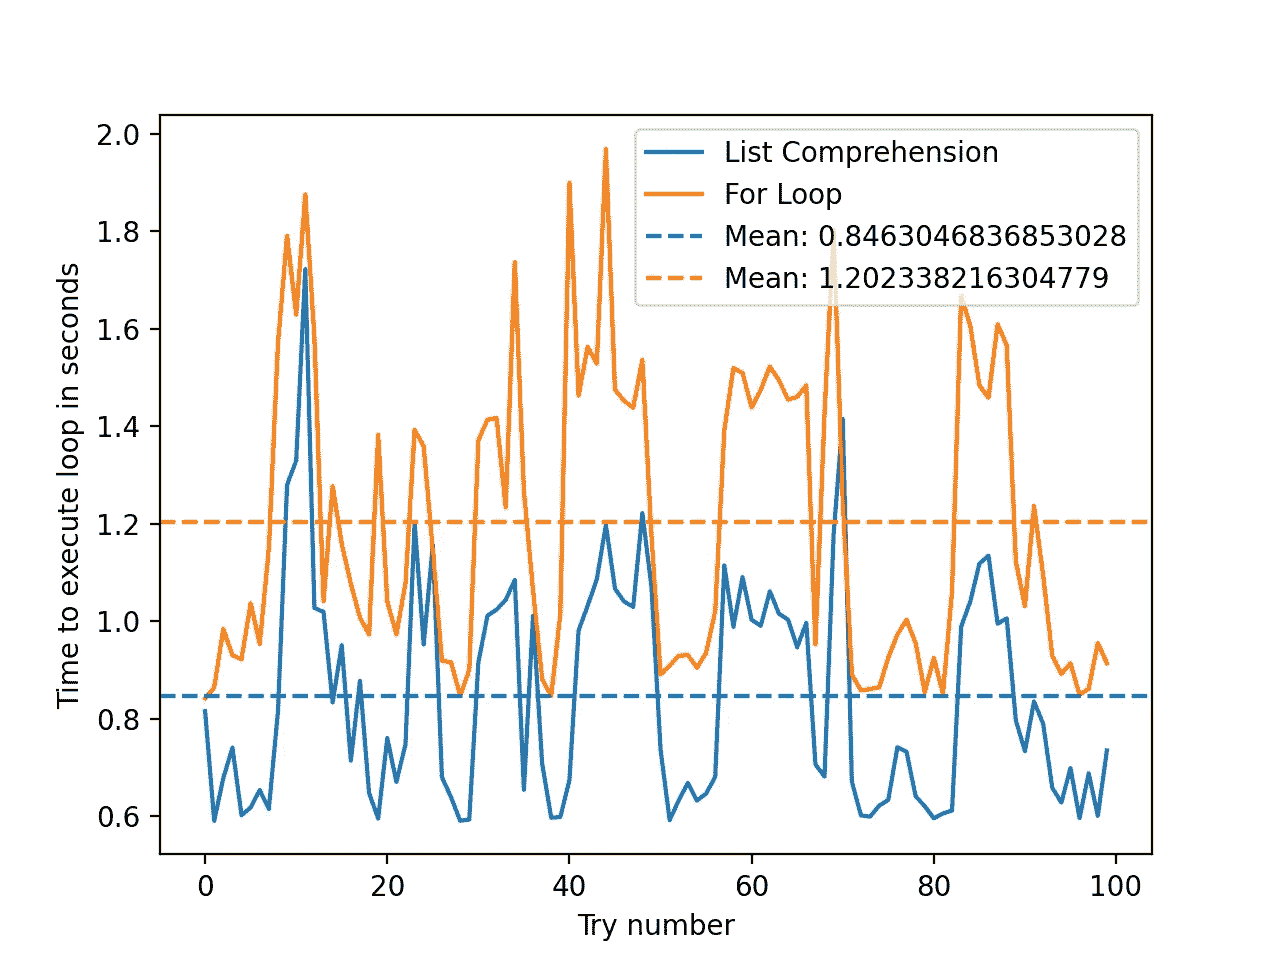 2.0
1.8
1.6
1.4
1.2
1.0
0.8
0.6
Time to execute loop in seconds
List Comprehension
For Loop
Mean: 0.8463046836853028
Mean: 1.202338216304779
0 20 40 60 80 100
Try number